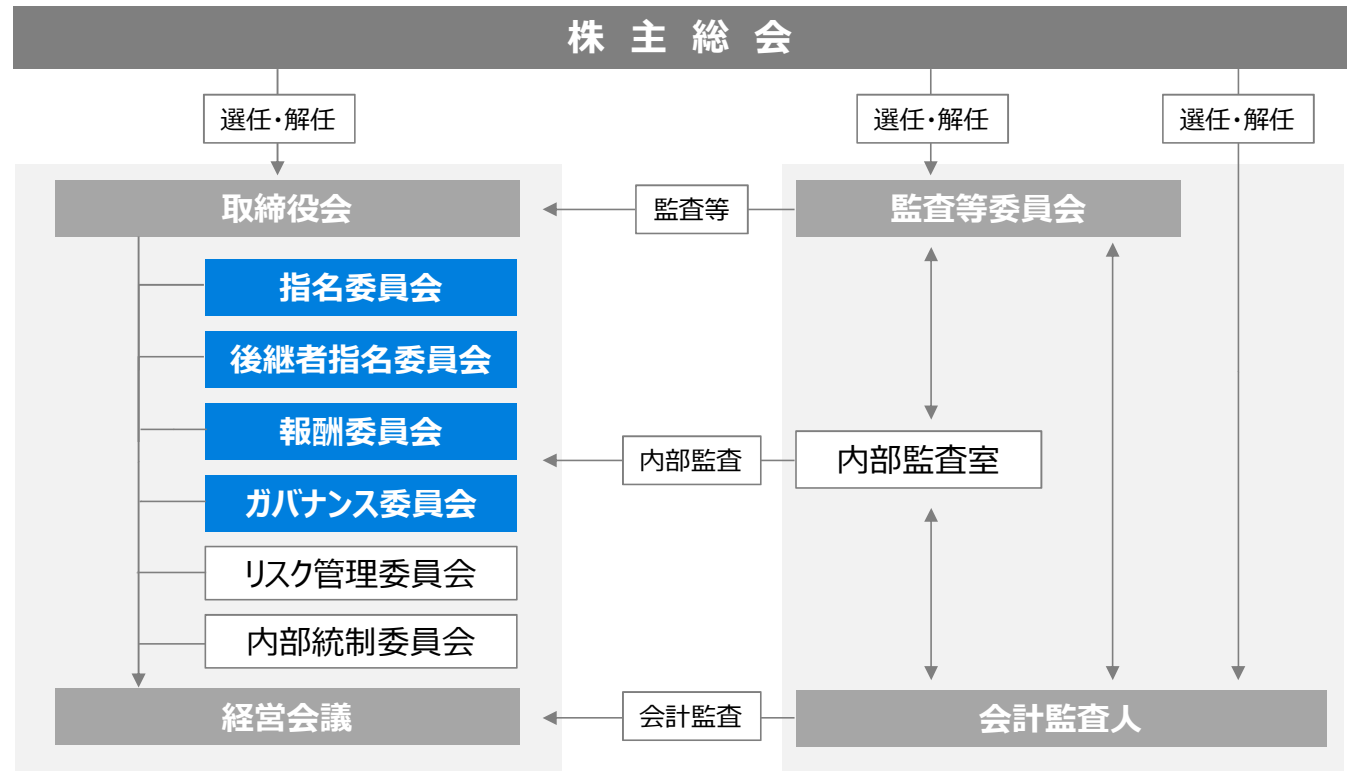 株主総会
選任・解任
選任・解任
選任・解任
取締役会
監査等
監査等委員会
指名委員会
後継者指名委員会
報酬委員会
ガバナンス委員会
内部監査
内部監査室
リスク管理委員会
内部統制委員会
経営会議
会計監査
会計監査人